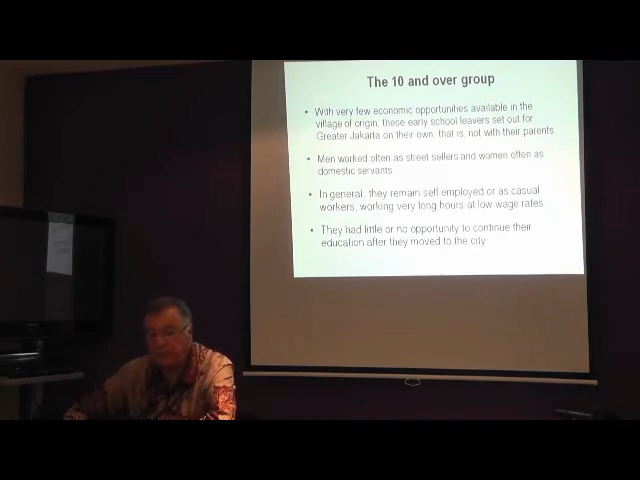 The 10 and over group
• With very few economic opportunities available in the
village of origin, these early school leavers set out for
Greater Jakarta on their own, that is, not with their parents
• Men worked often as street sellers and women often as
domestic servants.
• In general, they remain self employed or as casual
workers, working very long hours at low wage rates
• They had little or no opportunity to continue their
education after they moved to the city